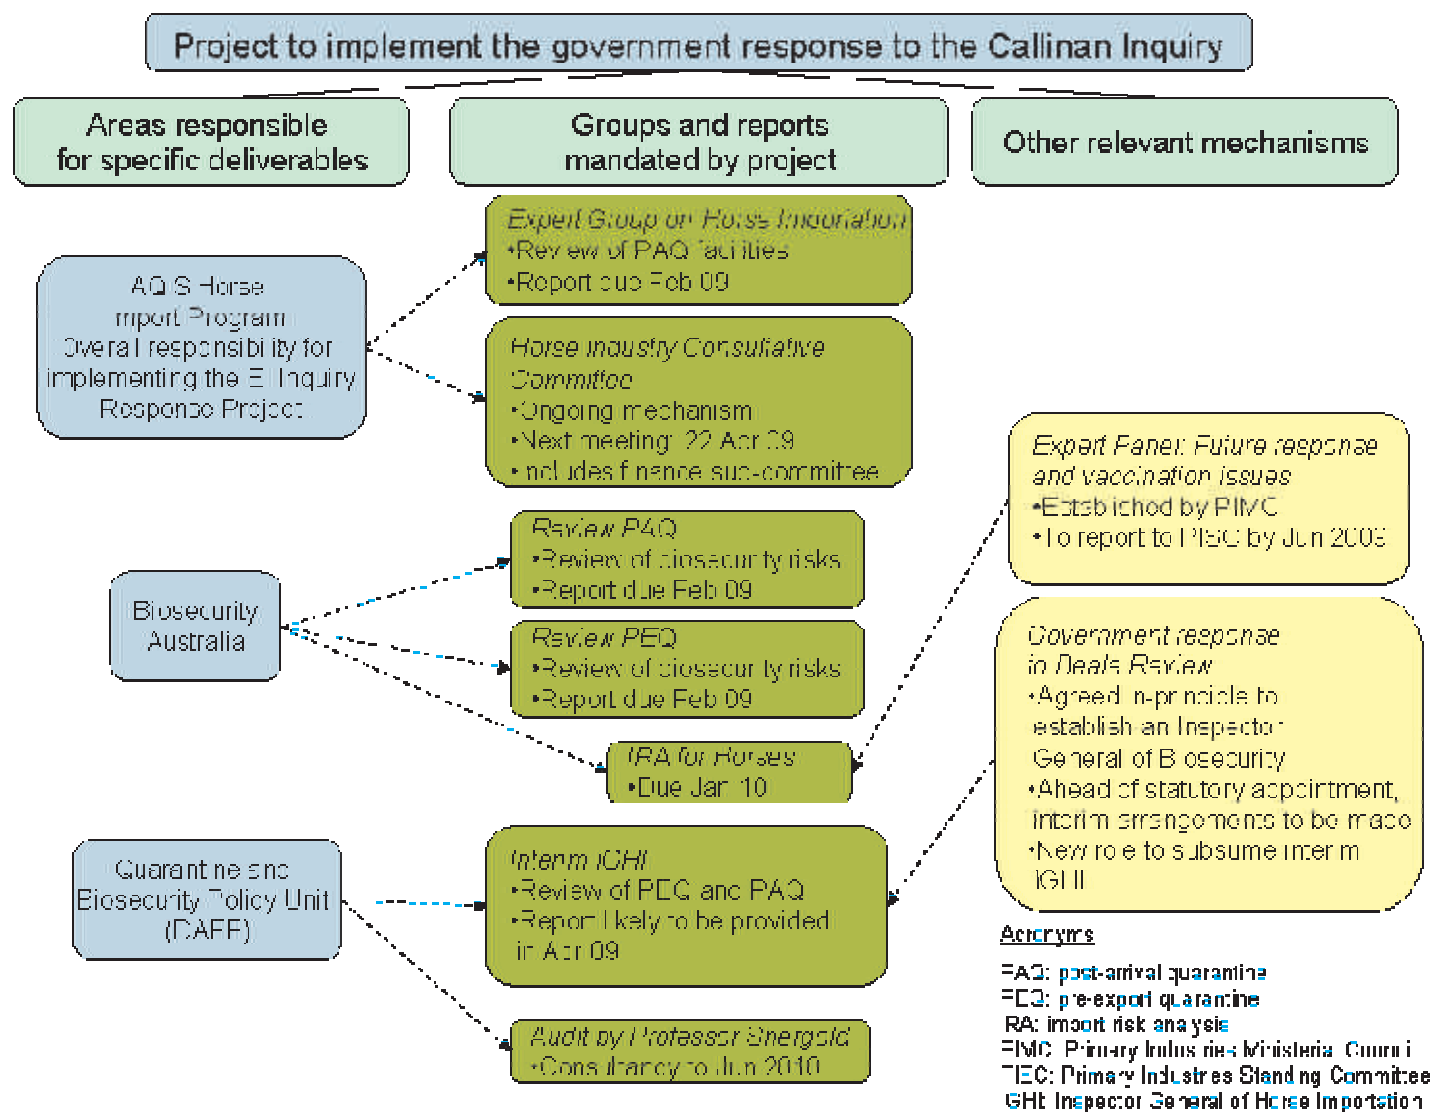 Project to implement the government response to the Callinan Inquiry
Areas responsible
for specific deliverables
Groups and reports
mandated by project
Other relevant mechanisms
AQIS Horse
Import Program
Overall responsibility for
implementing the EI Inquiry
Response Project
Expert Group on Horse Importation
•Review of PAQ facilities
•Report due Feb 09
Horse Industry Consultative
Committee
•Ongoing mechanism
•Next meeting: 22 Apr 09
•Includes finance sub-committee
Biosecurity
Australia
Review PAQ
•Review of biosecurity risks
•Report due Feb 09
Review PEQ
•Review of biosecurity risks
•Report due Feb 09
IRA for Horses
•Due Jan 10
Quarantine and
Biosecurity Policy Unit
(DAFF)
Interim IGHI
•Review of PEQ and PAQ
•Report likely to be provided
in Apr 09
Audit by Professor Shergold
•Consultancy to Jun 2010
Expert Panel: Future response
and vaccination issues
•Established by PIMC
•To report to PISC by Jun 2009
Government response
to Beale Review
•Agreed in-principle to
establish an Inspector
General of Biosecurity
•Ahead of statutory appointment,
interim arrangements to be made
•New role to subsume interim
IGHI
Acronyms
PAQ: post-arrival quarantine
PEQ: pre-export quarantine
IRA: import risk analysis
PIMC: Primary Industries Ministerial Council
PISC: Primary Industries Standing Committee
IGHI: Inspector General of Horse Importation